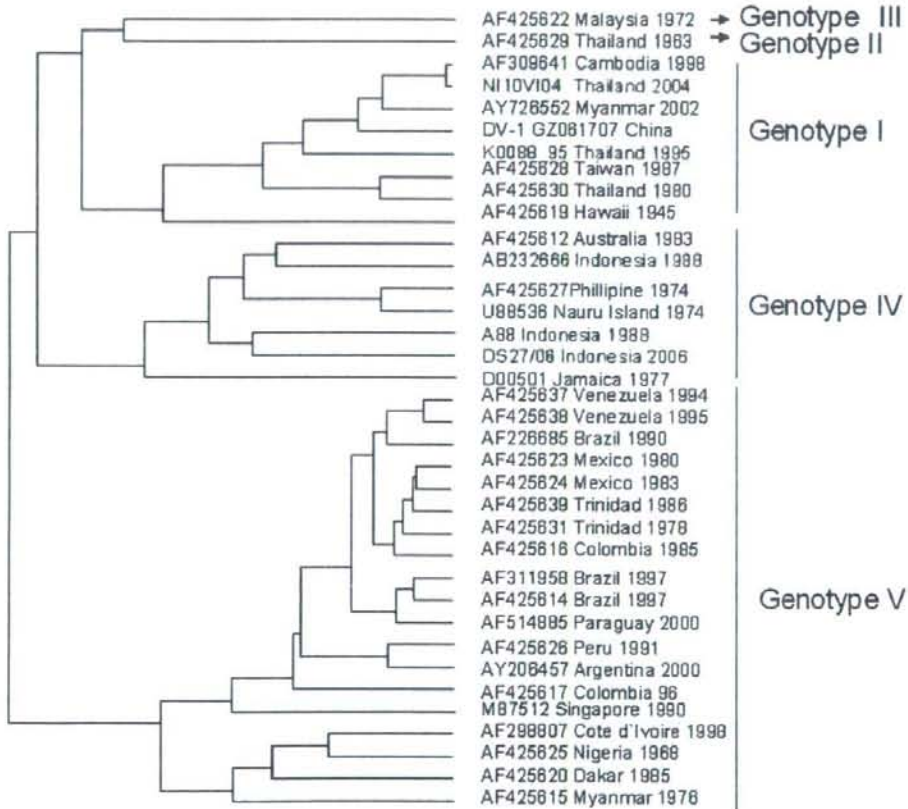 AF425622 Malaysia 1972 → Genotype III
AF425629 Thailand 1963 → Genotype II
AF309641 Cambodia 1998
NI10VI04 Thailand 2004
AY726552 Myanmar 2002
DV-1 GZ061707 China
K0088 95 Thailand 1995
AF425628 Taiwan 1987
AF425630 Thailand 1980
AF425619 Hawaii 1945
Genotype I
AF425612 Australia 1983
AB232666 Indonesia 1988
AF425627Phillipine 1974
U88536 Nauru Island 1974
A88 Indonesia 1988
DS27/06 Indonesia 2006
D00501 Jamaica 1977
Genotype IV
AF425637 Venezuela 1994
AF425638 Venezuela 1995
AF226685 Brazil 1990
AF425623 Mexico 1980
AF425624 Mexico 1983
AF425639 Trinidad 1986
AF425631 Trinidad 1978
AF425616 Colombia 1985
AF311958 Brazil 1997
AF425614 Brazil 1997
AF514885 Paraguay 2000
AF425626 Peru 1991
AY206457 Argentina 2000
AF425617 Colombia 96
M87512 Singapore 1990
AF298807 Cote d'Ivoire 1998
AF425625 Nigeria 1968
AF425620 Dakar 1985
AF425615 Myanmar 1976
Genotype V